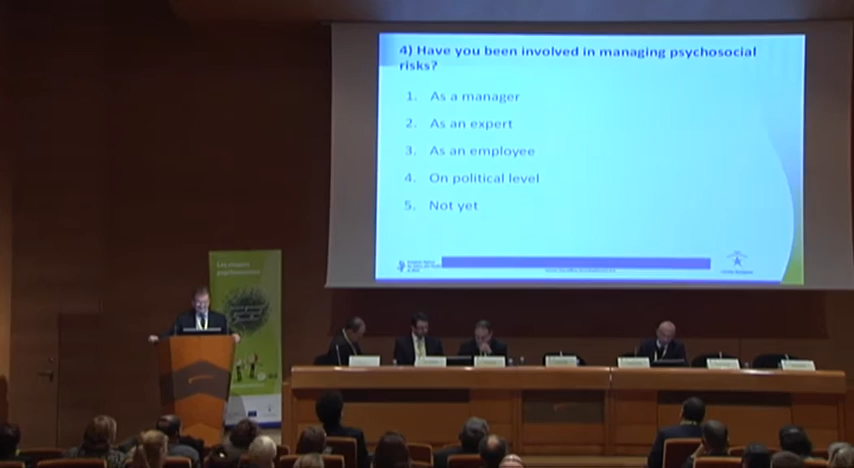 4) Have you been involved in managing psychosocial
risks?
1. As a manager
2. As an expert
3. As an employee
4. On political level
5. Not yet
Les risques
psychosociaux